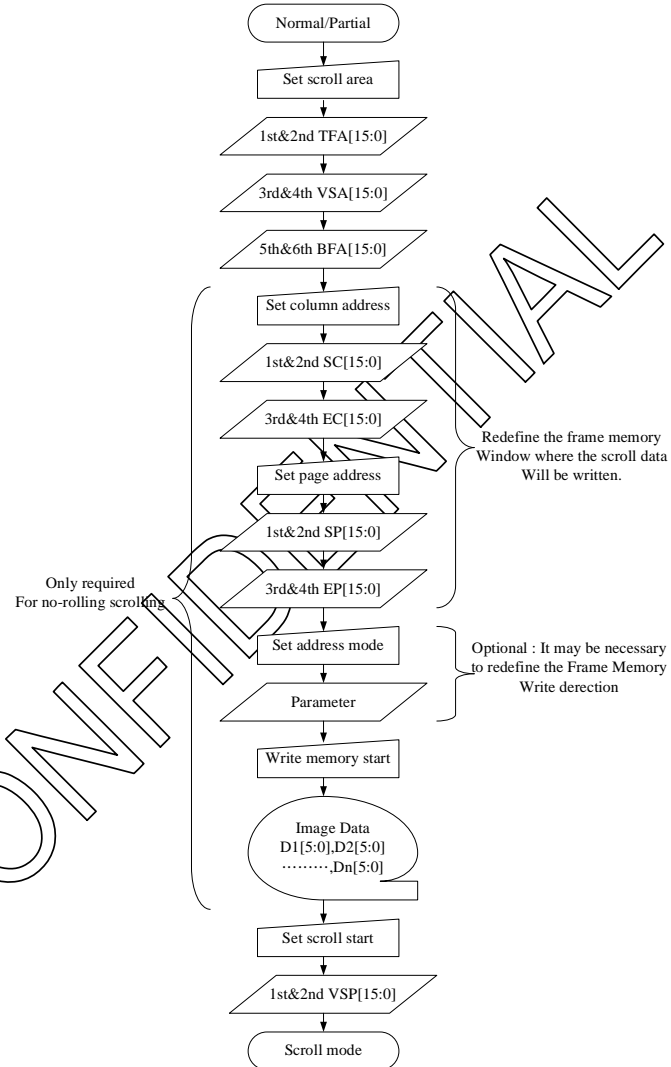 Normal/Partial
Set scroll area
1st&2nd TFA[15:0]
3rd&4th VSA[15:0]
5th&6th BFA[15:0]
Set column address
1st&2nd SC[15:0]
3rd&4th EC[15:0]
Redefine the frame memory
Window where the scroll data
Will be written.
Set page address
1st&2nd SP[15:0]
3rd&4th EP[15:0]
Only required
For no-rolling scrolling
Set address mode
Optional : It may be necessary
to redefine the Frame Memory
Write derection
Parameter
Write memory start
Image Data
D1[5:0],D2[5:0]
………,Dn[5:0]
Set scroll start
1st&2nd VSP[15:0]
Scroll mode
ONFIDENTIAL